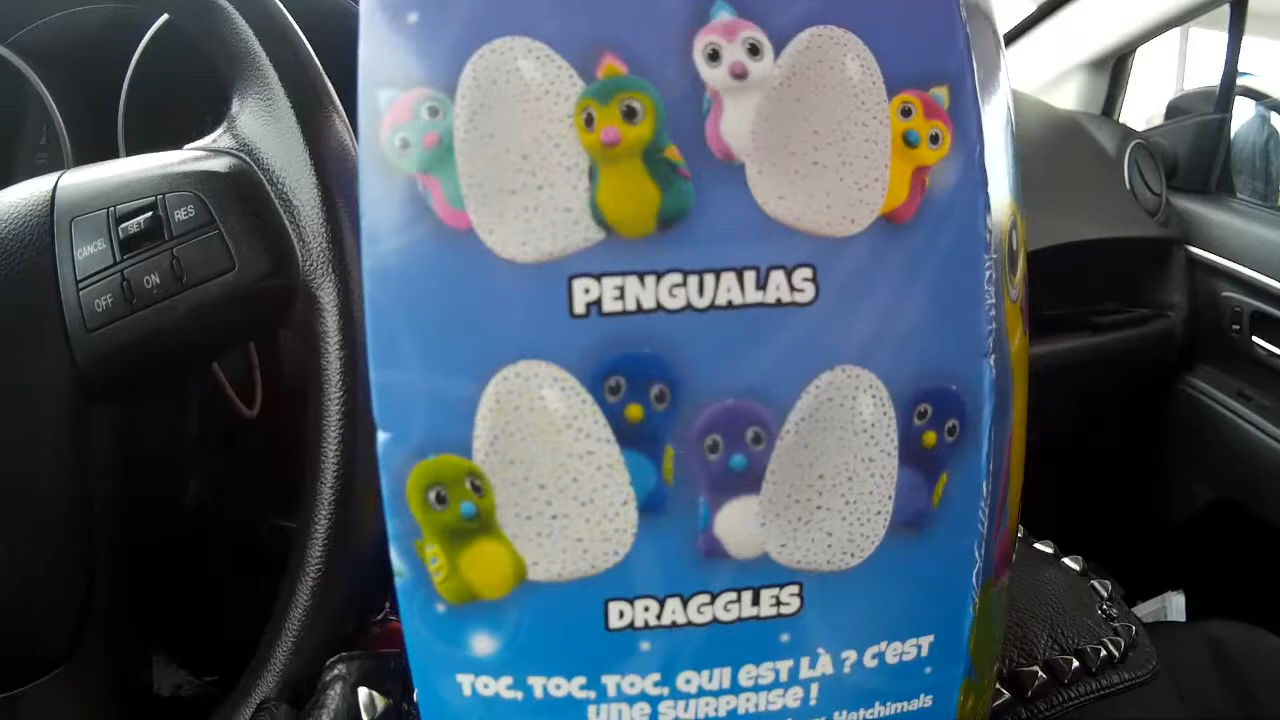 CANCEL
SET
RES
OFF
ON
PENGUALAS
DRAGGLES
TOC, TOC, TOC, QUI EST LÀ ? C'EST
UNE SURPRISE !
Hatchimals